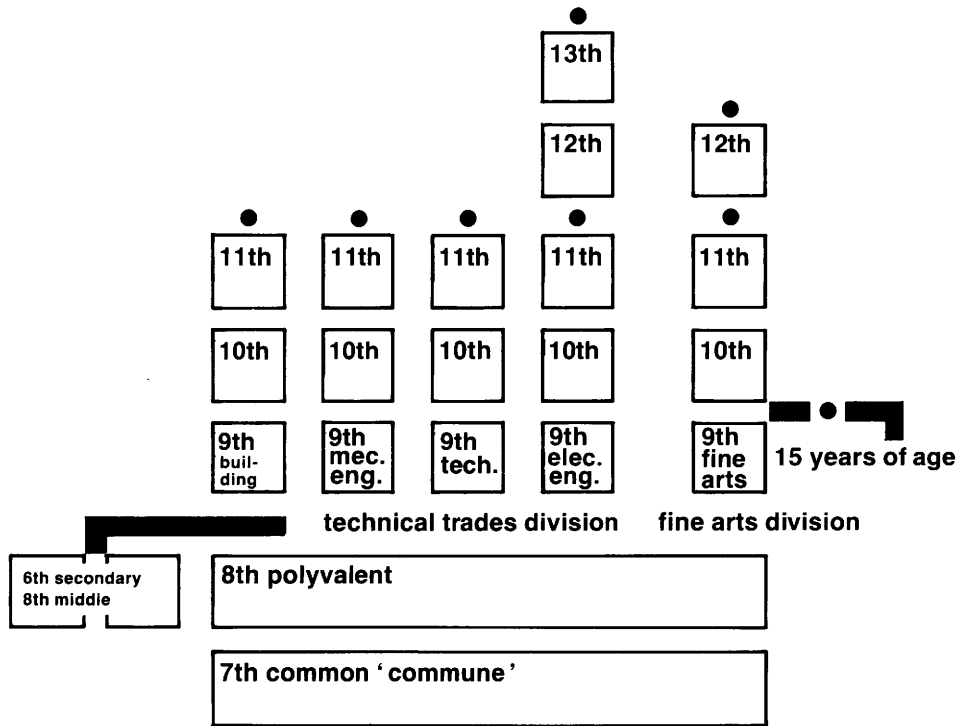 13th
12th 12th
11th 11th 11th 11th 11th
10th 10th 10th 10th 10th
9th
buil-
ding
9th
mec.
eng.
9th
tech.
9th
elec.
eng.
9th
fine
arts
15 years of age
technical trades division fine arts division
6th secondary
8th middle
8th polyvalent
7th common ‘commune’